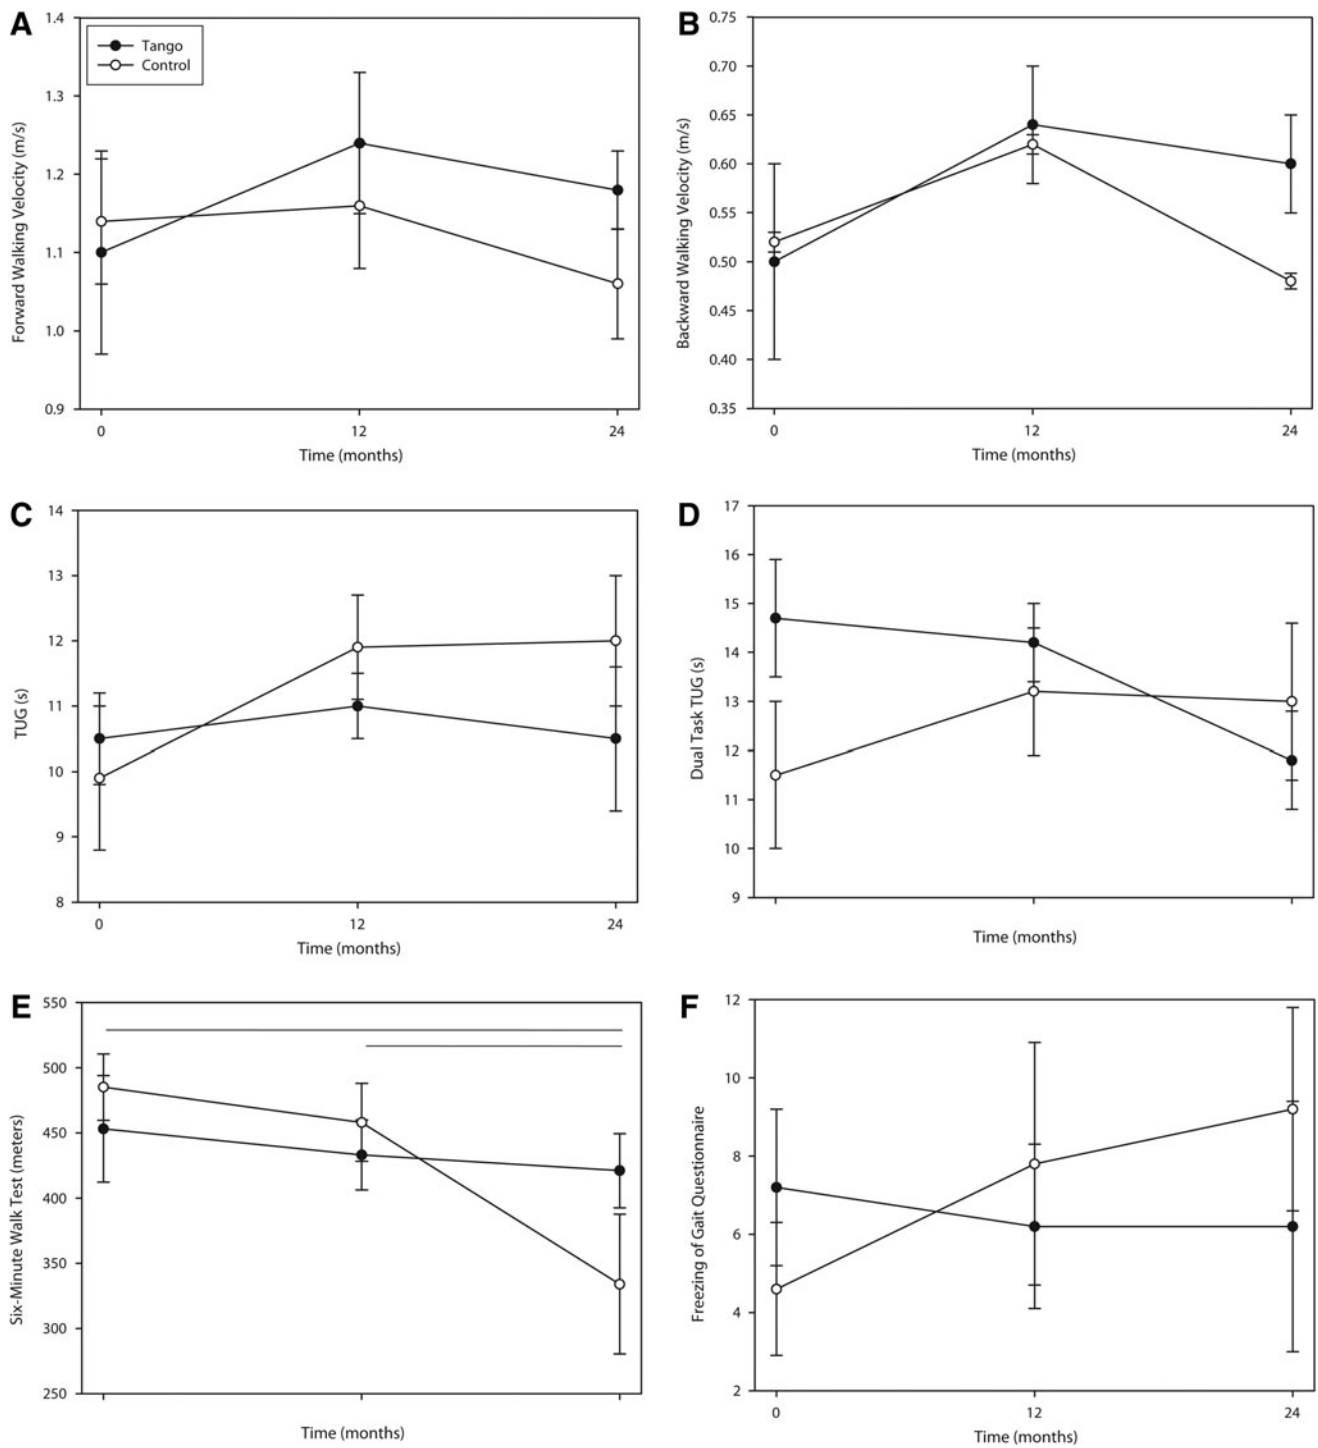 A
Tango
Control
1.4
1.3
1.2
1.1
1.0
0.9
Forward Walking Velocity (m/s)
0 12 24
Time (months)
B
0.75
0.70
0.65
0.60
0.55
0.50
0.45
0.40
0.35
Backward Walking Velocity (m/s)
0 12 24
Time (months)
C
14
13
12
11
10
9
8
TUG (s)
0 12 24
Time (months)
D
17
16
15
14
13
12
11
10
9
Dual Task TUG (s)
Time (months)
E
550
500
450
400
350
300
250
Six-Minute Walk Test (meters)
Time (months)
F
12
10
8
6
4
2
Freezing of Gait Questionnaire
0 12 24
Time (months)